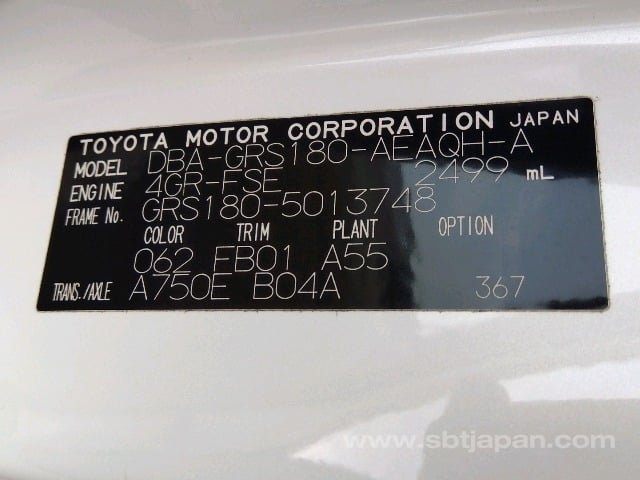 TOYOTA MOTOR CORPORATION JAPAN
MODEL DBA-GRS180-AEAQH-A
ENGINE 4GR-FSE 2499 mL
FRAME No. GRS180-5013748
COLOR TRIM PLANT OPTION
062 FB01 A55
TRANS./AXLE A750E B04A 367
www.sbtjapan.com